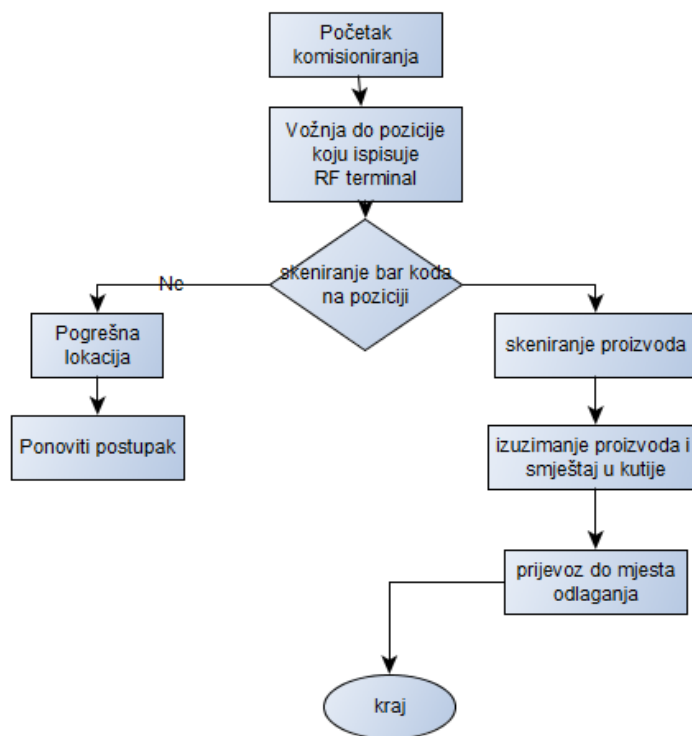 Početak
komisioniranja
Vožnja do pozicije
koju ispisuje
RF terminal
skeniranje bar koda
na poziciji
Ne
Pogrešna
lokacija
Ponoviti postupak
skeniranje proizvoda
izuzimanje proizvoda i
smještaj u kutije
prijevoz do mjesta
odlaganja
kraj